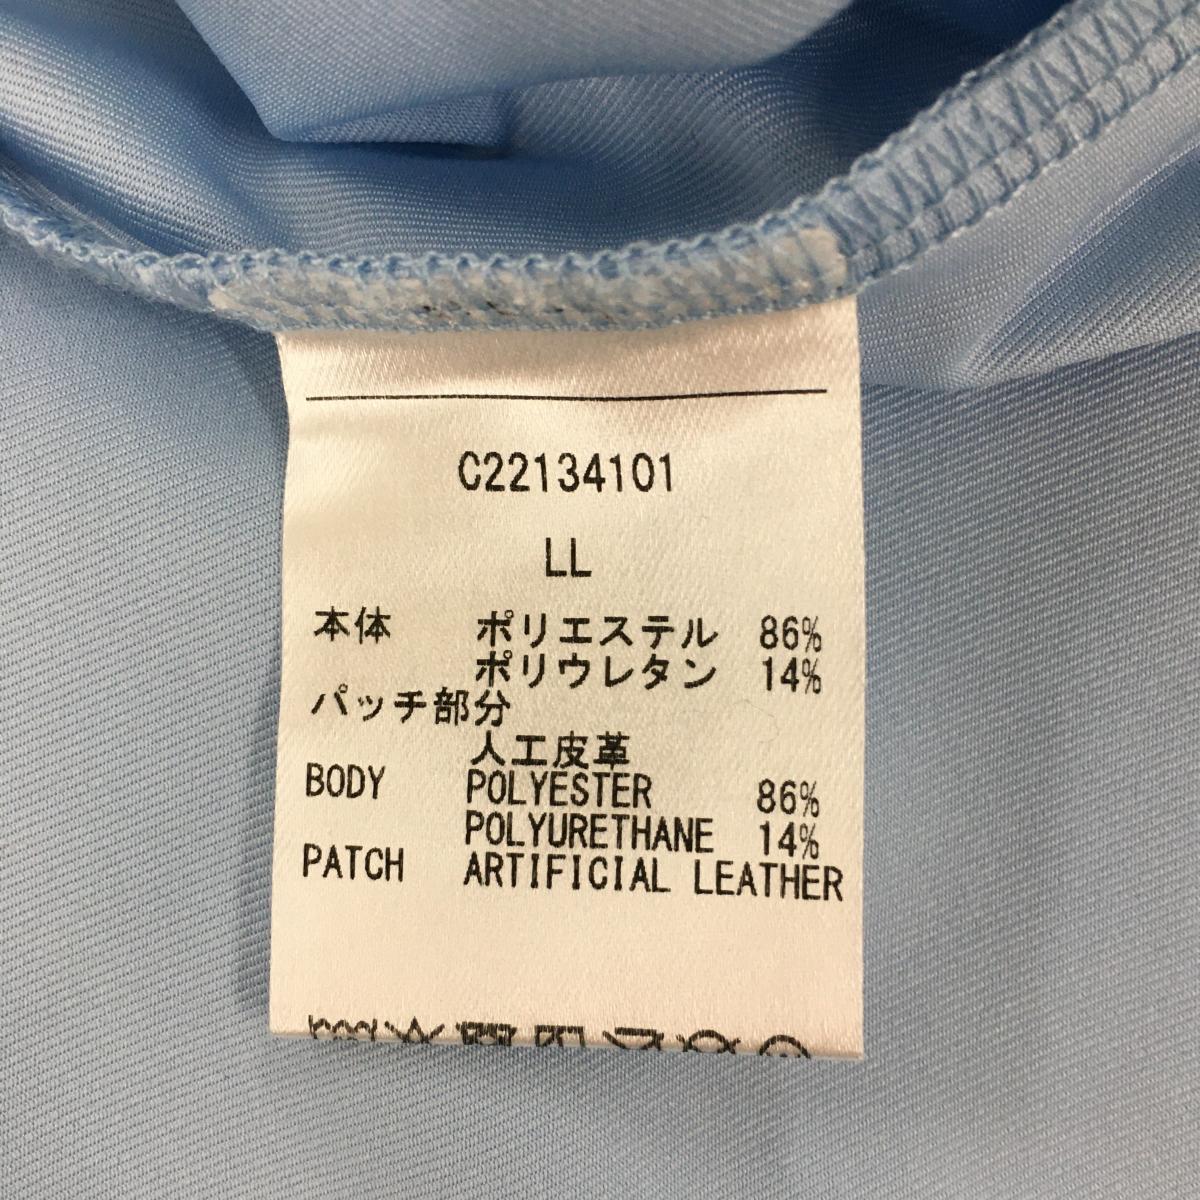 C22134101
LL
本体 ポリエステル 86%
ポリウレタン 14%
パッチ部分
人工皮革
BODY POLYESTER 86%
POLYURETHANE 14%
PATCH ARTIFICIAL LEATHER